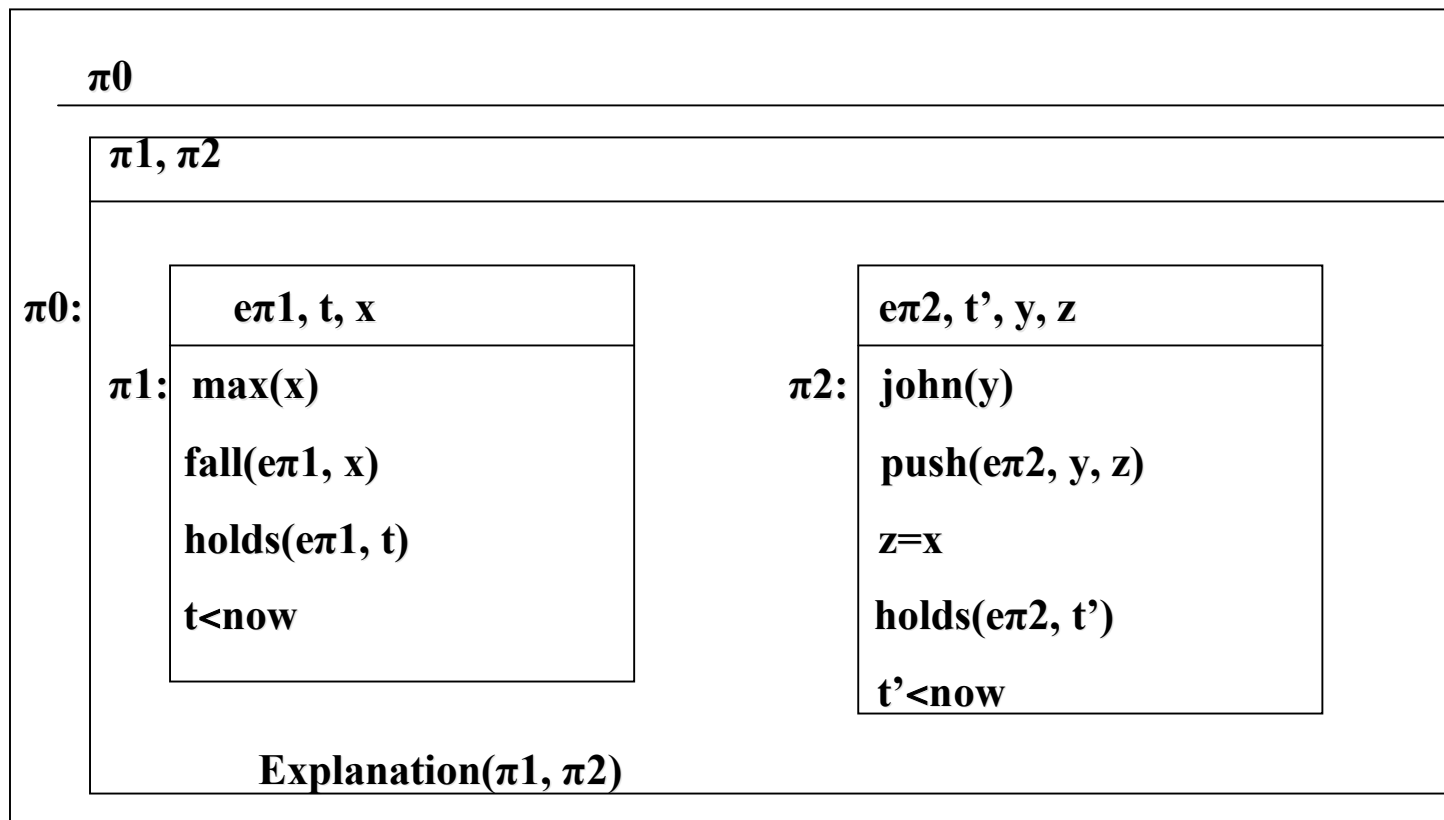 π0
π1, π2
π0:
eπ1, t, x
π1: max(x)
fall(eπ1, x)
holds(eπ1, t)
t<now
eπ2, t’, y, z
π2: john(y)
push(eπ2, y, z)
z=x
holds(eπ2, t’)
t’<now
Explanation(π1, π2)